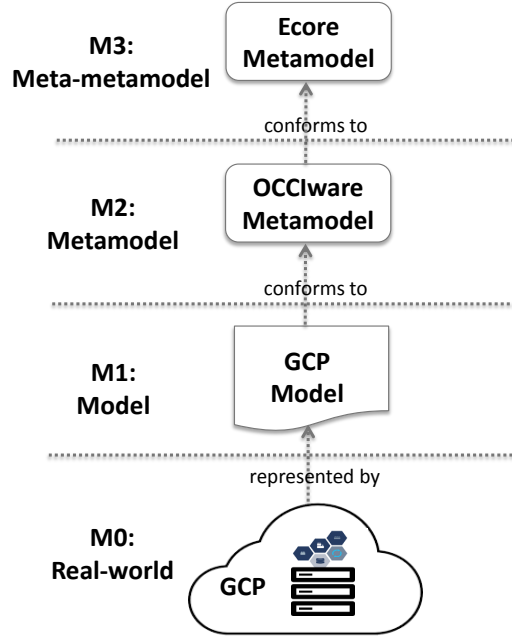 M3:
Meta-metamodel
Ecore
Metamodel
conforms to
M2:
Metamodel
OCCIware
Metamodel
conforms to
M1:
Model
GCP
Model
represented by
M0:
Real-world
GCP